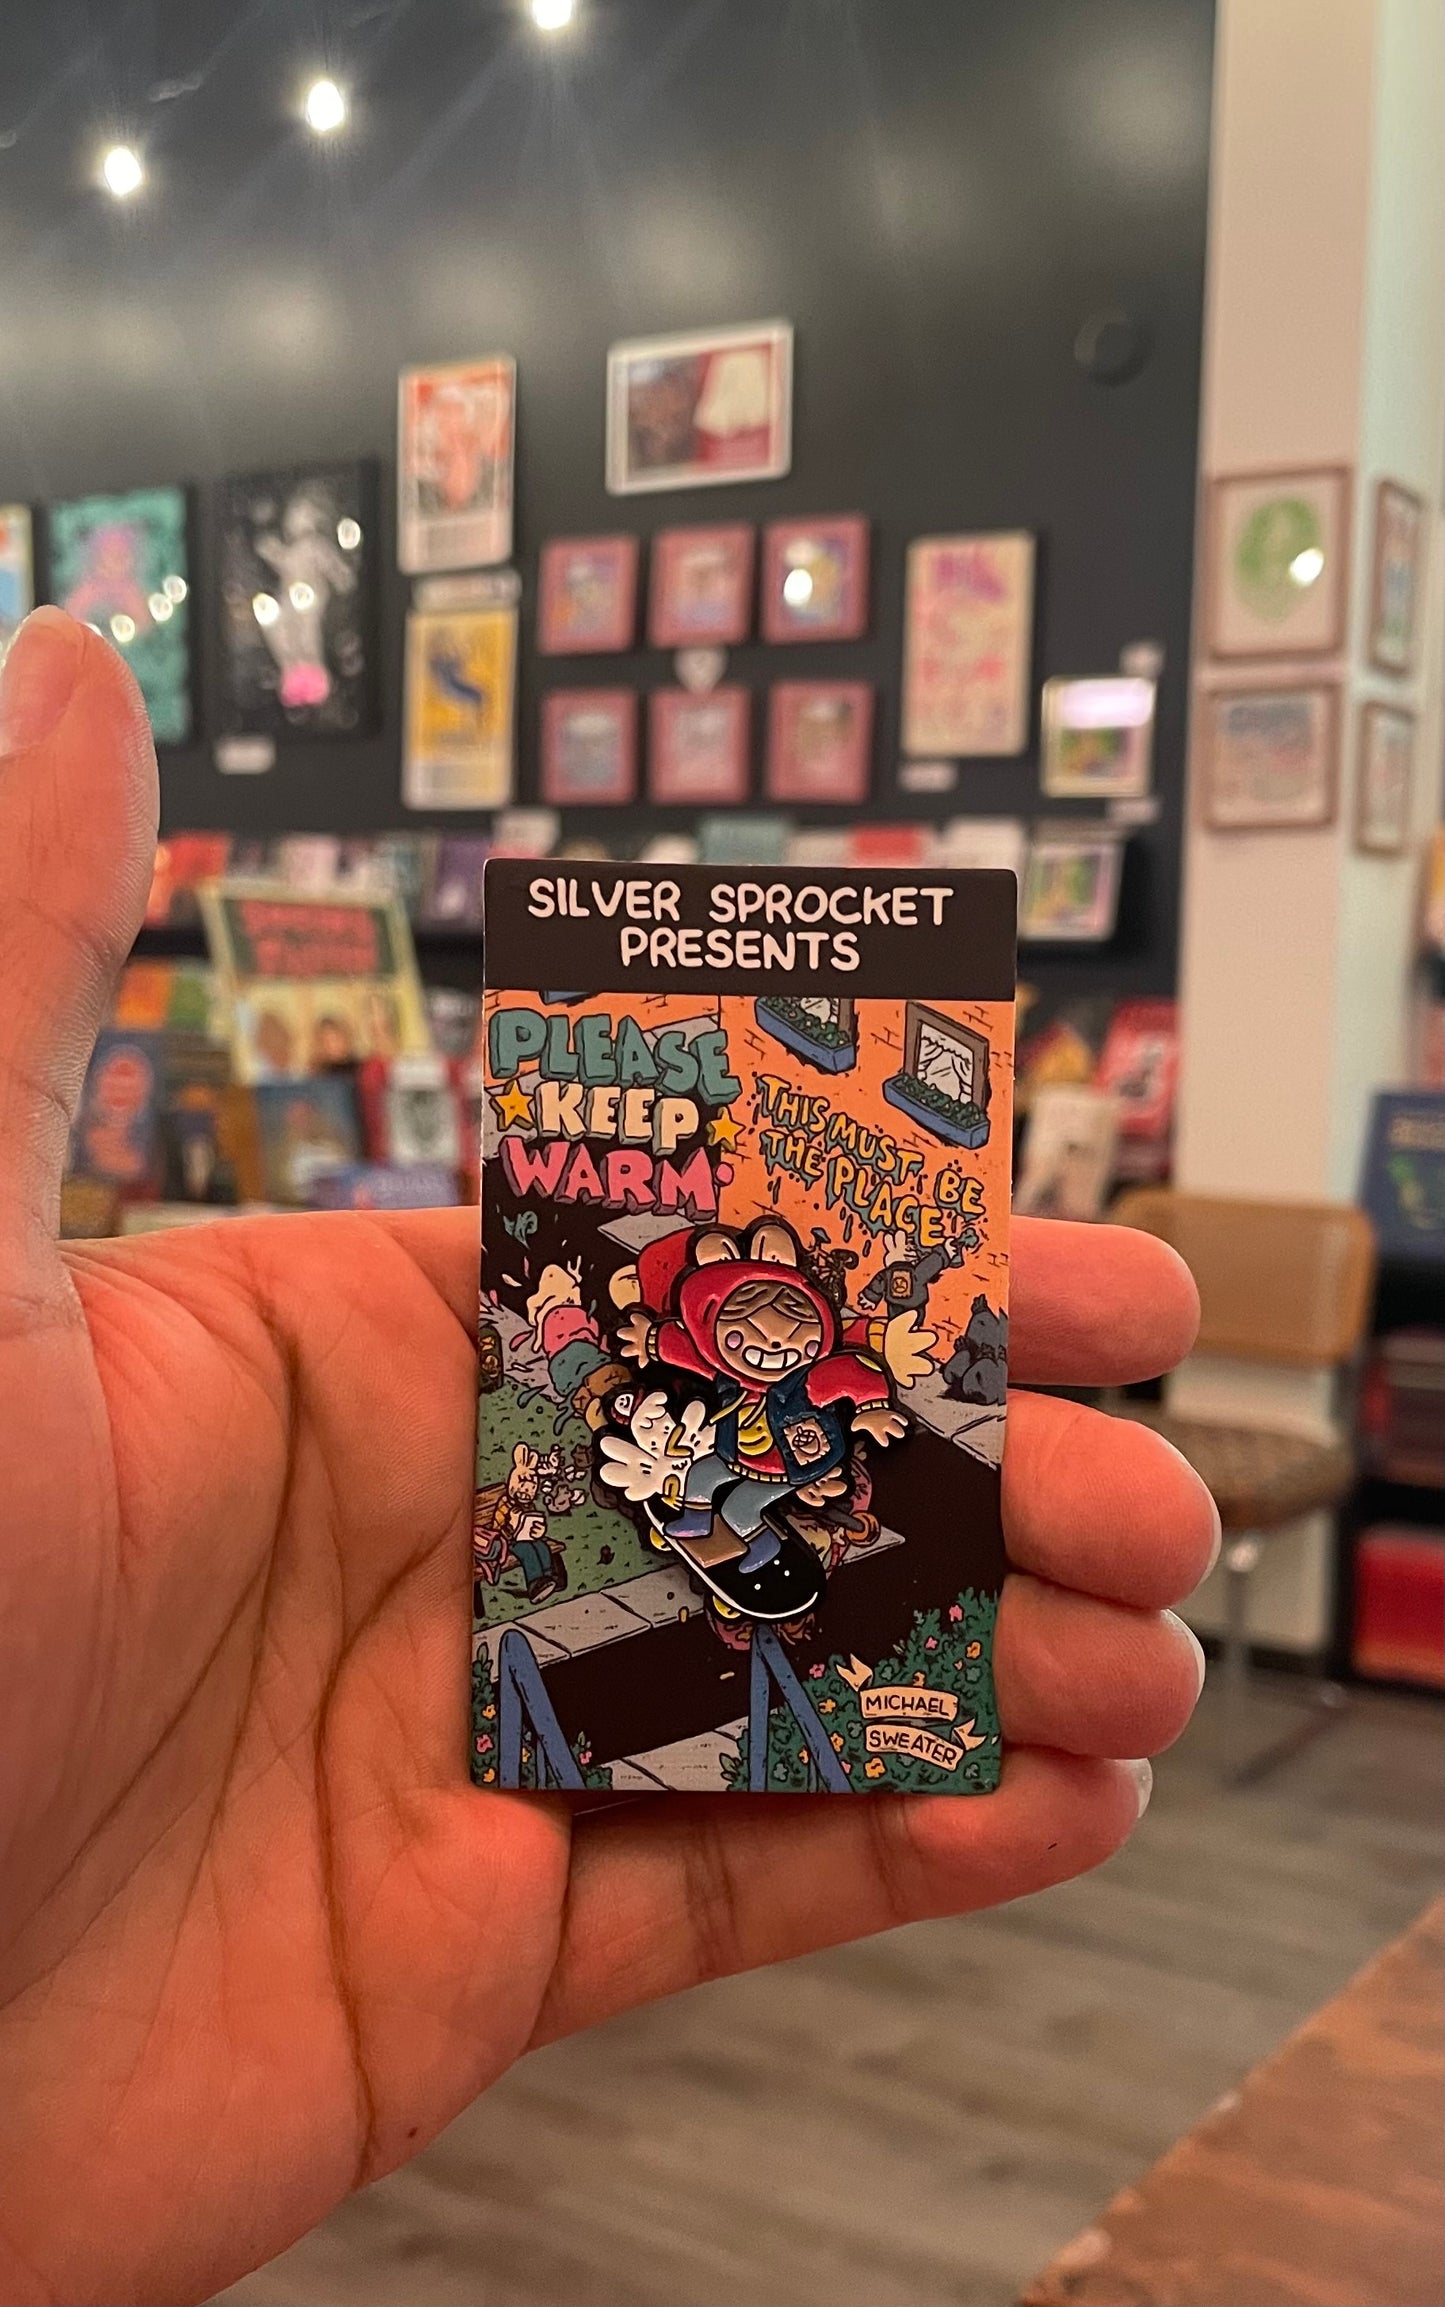 SILVER SPROCKET
PRESENTS
PLEASE
KEEP
WARM
THIS MUST BE
THE PLACE
MICHAEL
SWEATER